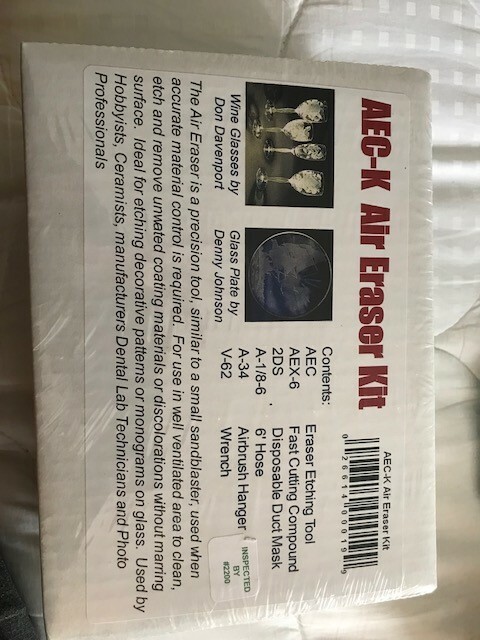 AEC-K Air Eraser Kit
AEC-K Air Eraser Kit
0 26614 00019 9
Wine Glasses by
Don Davenport
Glass Plate by
Denny Johnson
Contents:
AEC Eraser Etching Tool
AEX-6 Fast Cutting Compound
2DS Disposable Duct Mask
A-1/8-6 6' Hose
A-34 Airbrush Hanger
V-62 Wrench
INSPECTED
BY
#2200
The Air Eraser is a precision tool, similar to a small sandblaster, used when
accurate material control is required. For use in well ventilated area to clean,
etch and remove unwated coating materials or discolorations without marring
surface. Ideal for etching decorative patterns or monograms on glass. Used by
Hobbyists, Ceramists, manufacturers Dental Lab Technicians and Photo
Professionals